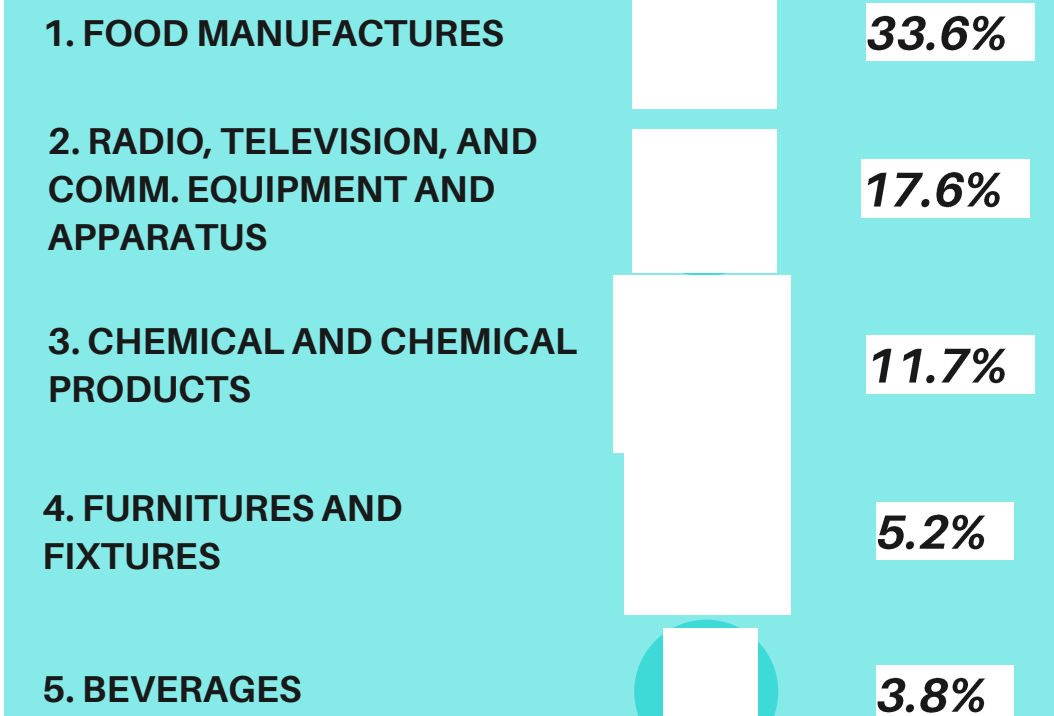 1. FOOD MANUFACTURES
33.6%
2. RADIO, TELEVISION, AND
COMM. EQUIPMENT AND
APPARATUS
17.6%
3. CHEMICAL AND CHEMICAL
PRODUCTS
11.7%
4. FURNITURES AND
FIXTURES
5.2%
5. BEVERAGES
3.8%